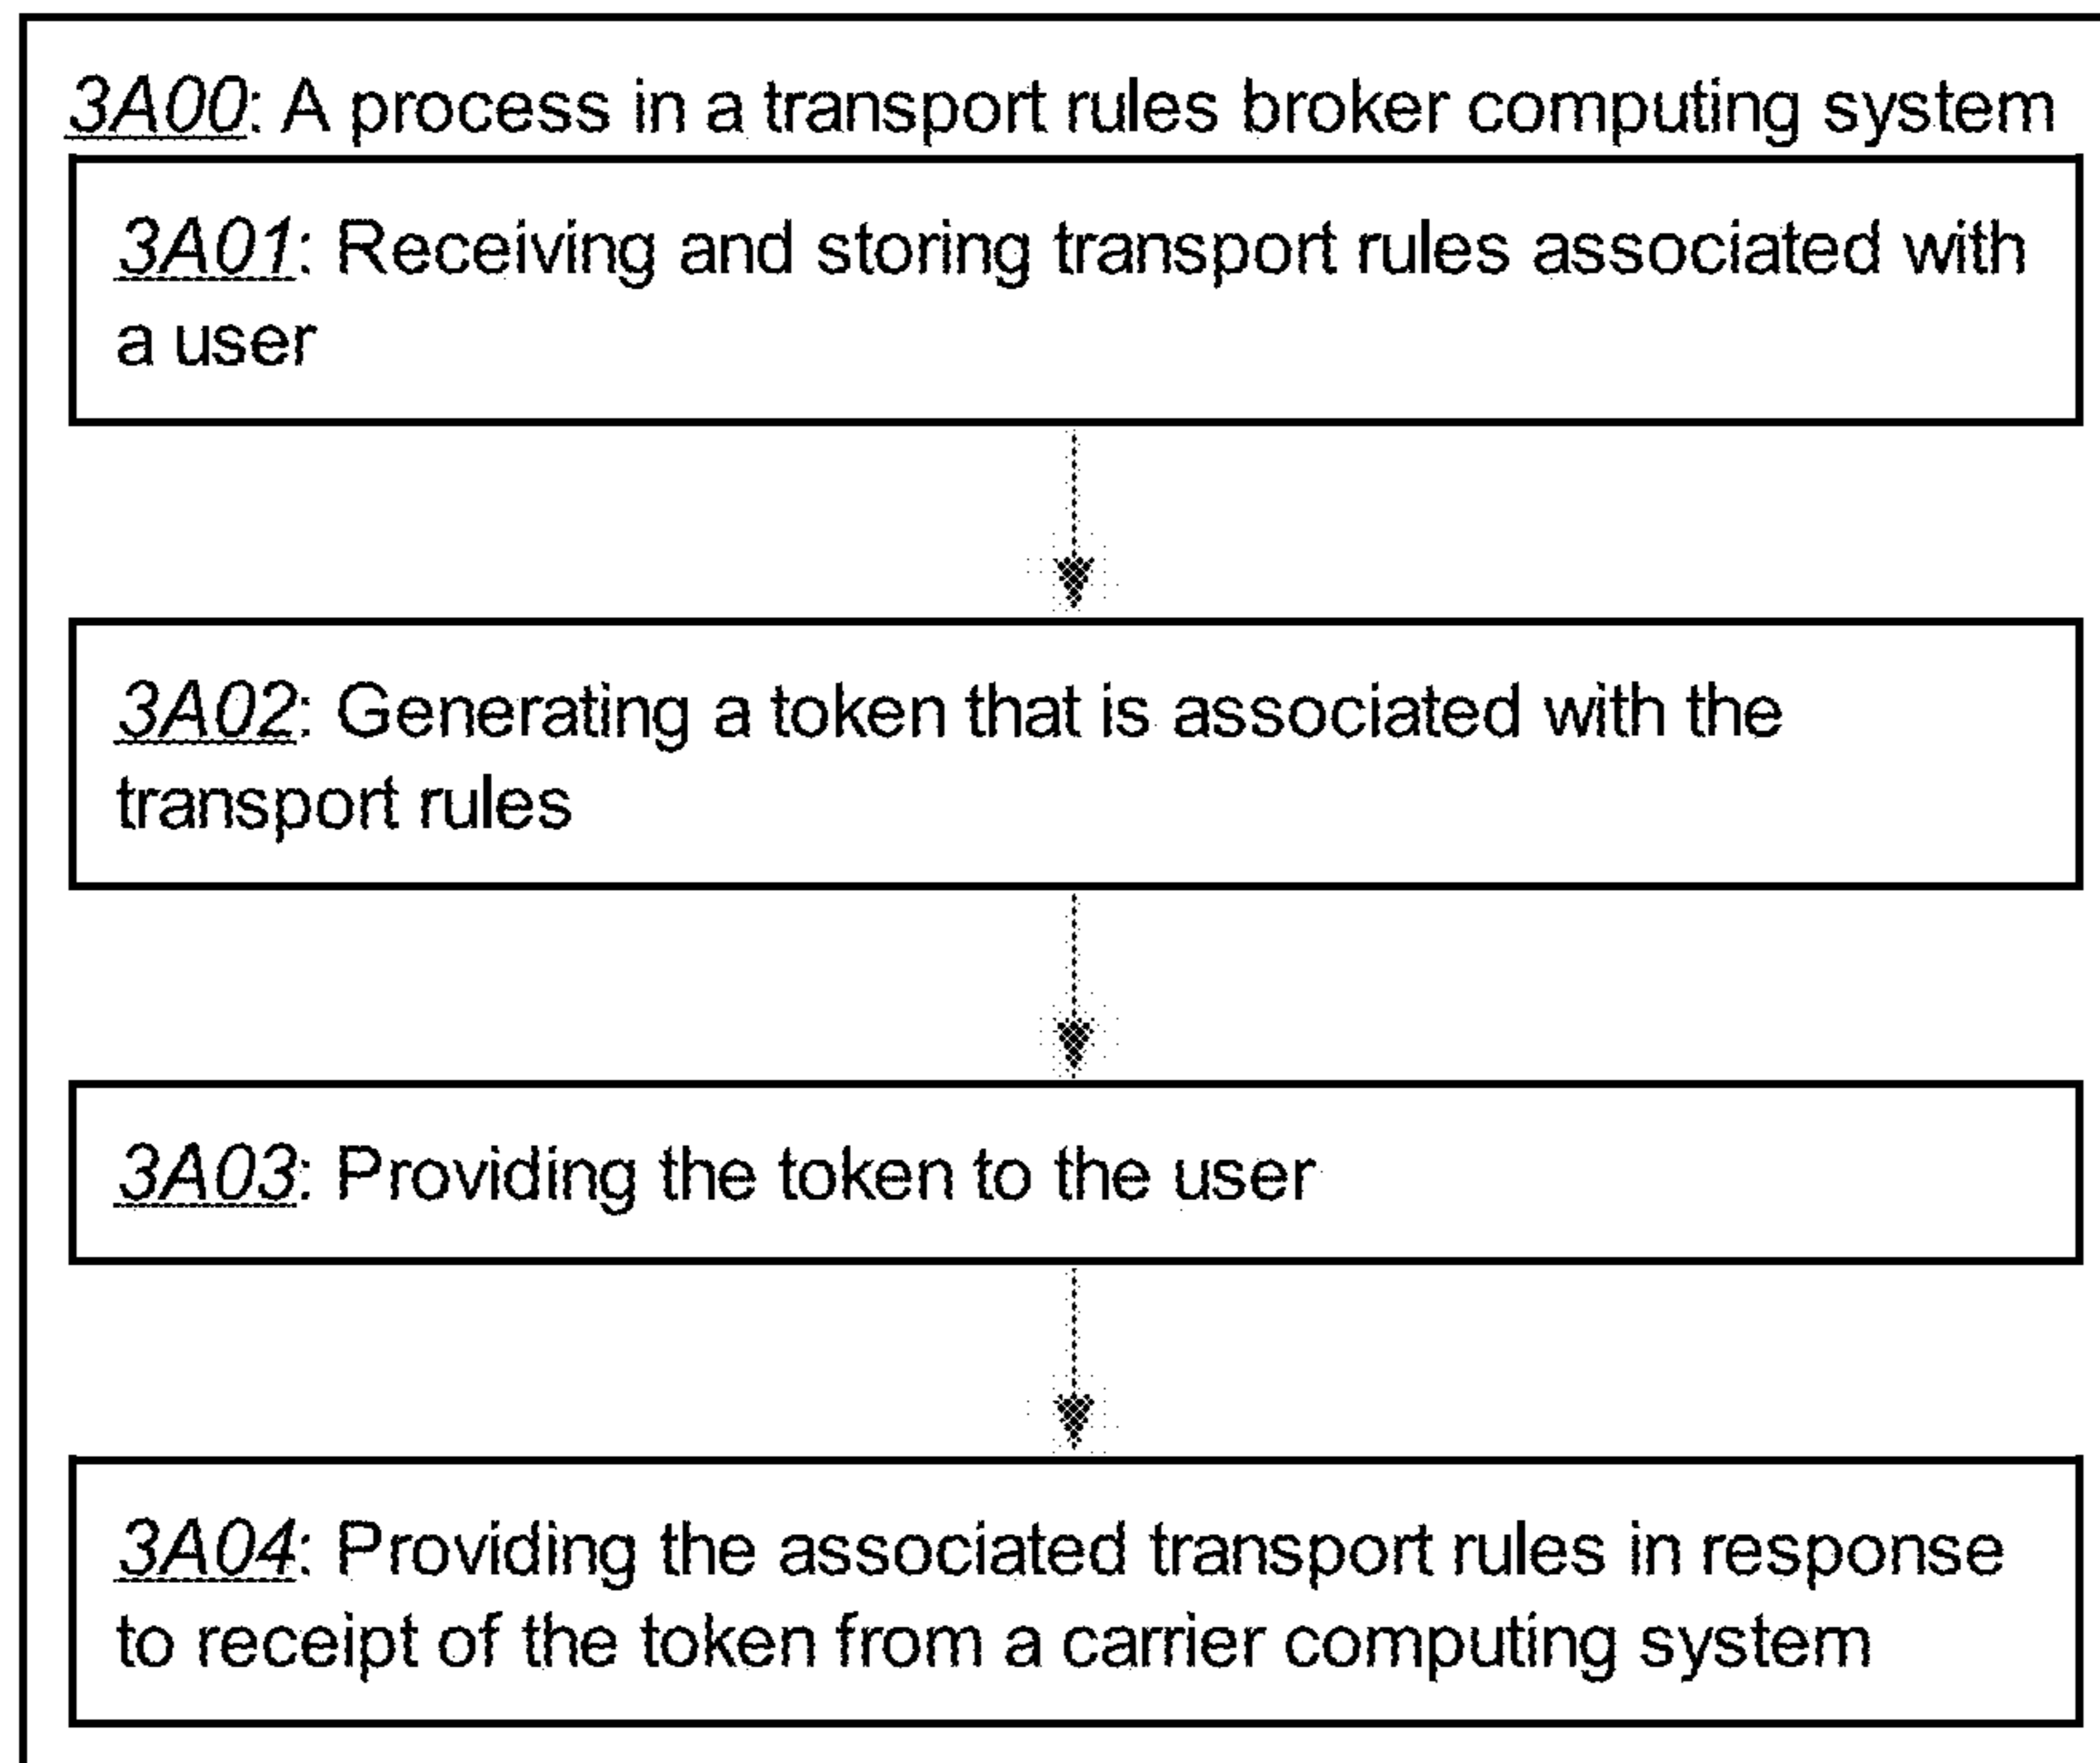 3A00: A process in a transport rules broker computing system
3A01: Receiving and storing transport rules associated with
a user
3A02: Generating a token that is associated with the
transport rules
3A03: Providing the token to the user
3A04: Providing the associated transport rules in response
to receipt of the token from a carrier computing system